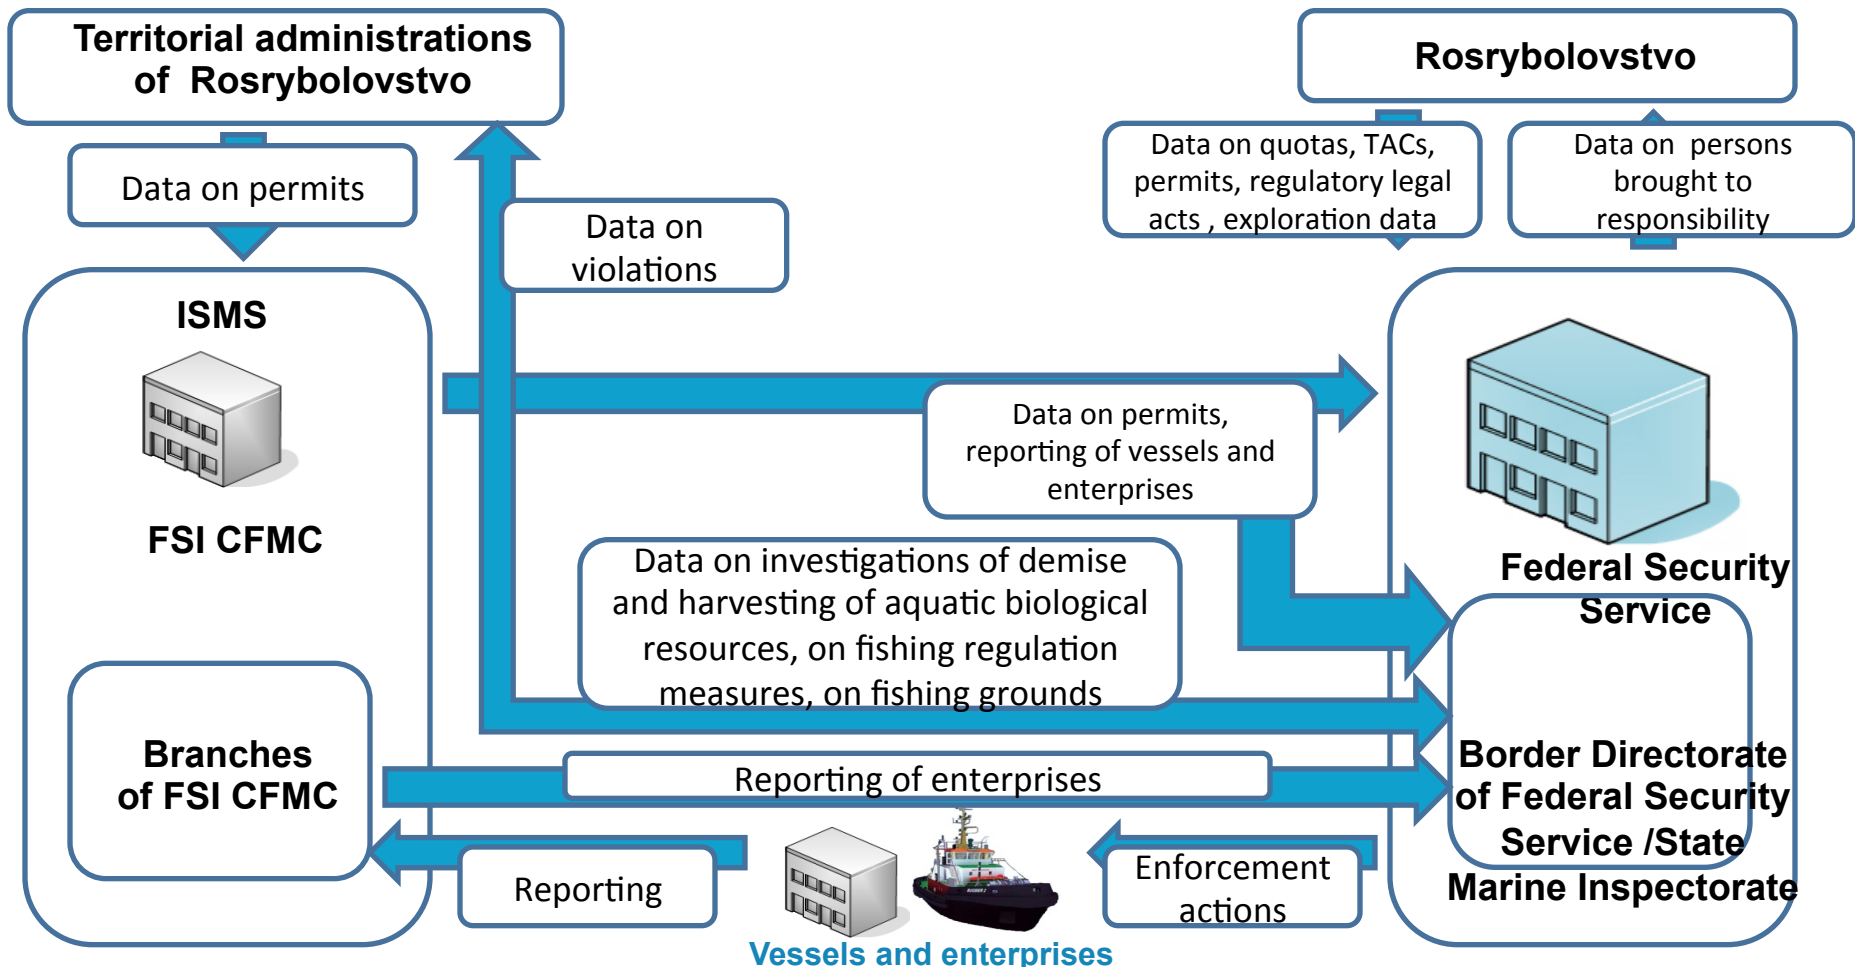 Territorial administrations
of Rosrybolovstvo
Rosrybolovstvo
Data on permits
Data on
violations
Data on quotas, TACs,
permits, regulatory legal
acts , exploration data
Data on persons
brought to
responsibility
ISMS
FSI CFMC
Data on permits,
reporting of vessels and
enterprises
Federal Security
Service
Data on investigations of demise
and harvesting of aquatic biological
resources, on fishing regulation
measures, on fishing grounds
Branches
of FSI CFMC
Reporting of enterprises
Border Directorate
of Federal Security
Service /State
Marine Inspectorate
Reporting
Enforcement
actions
Vessels and enterprises